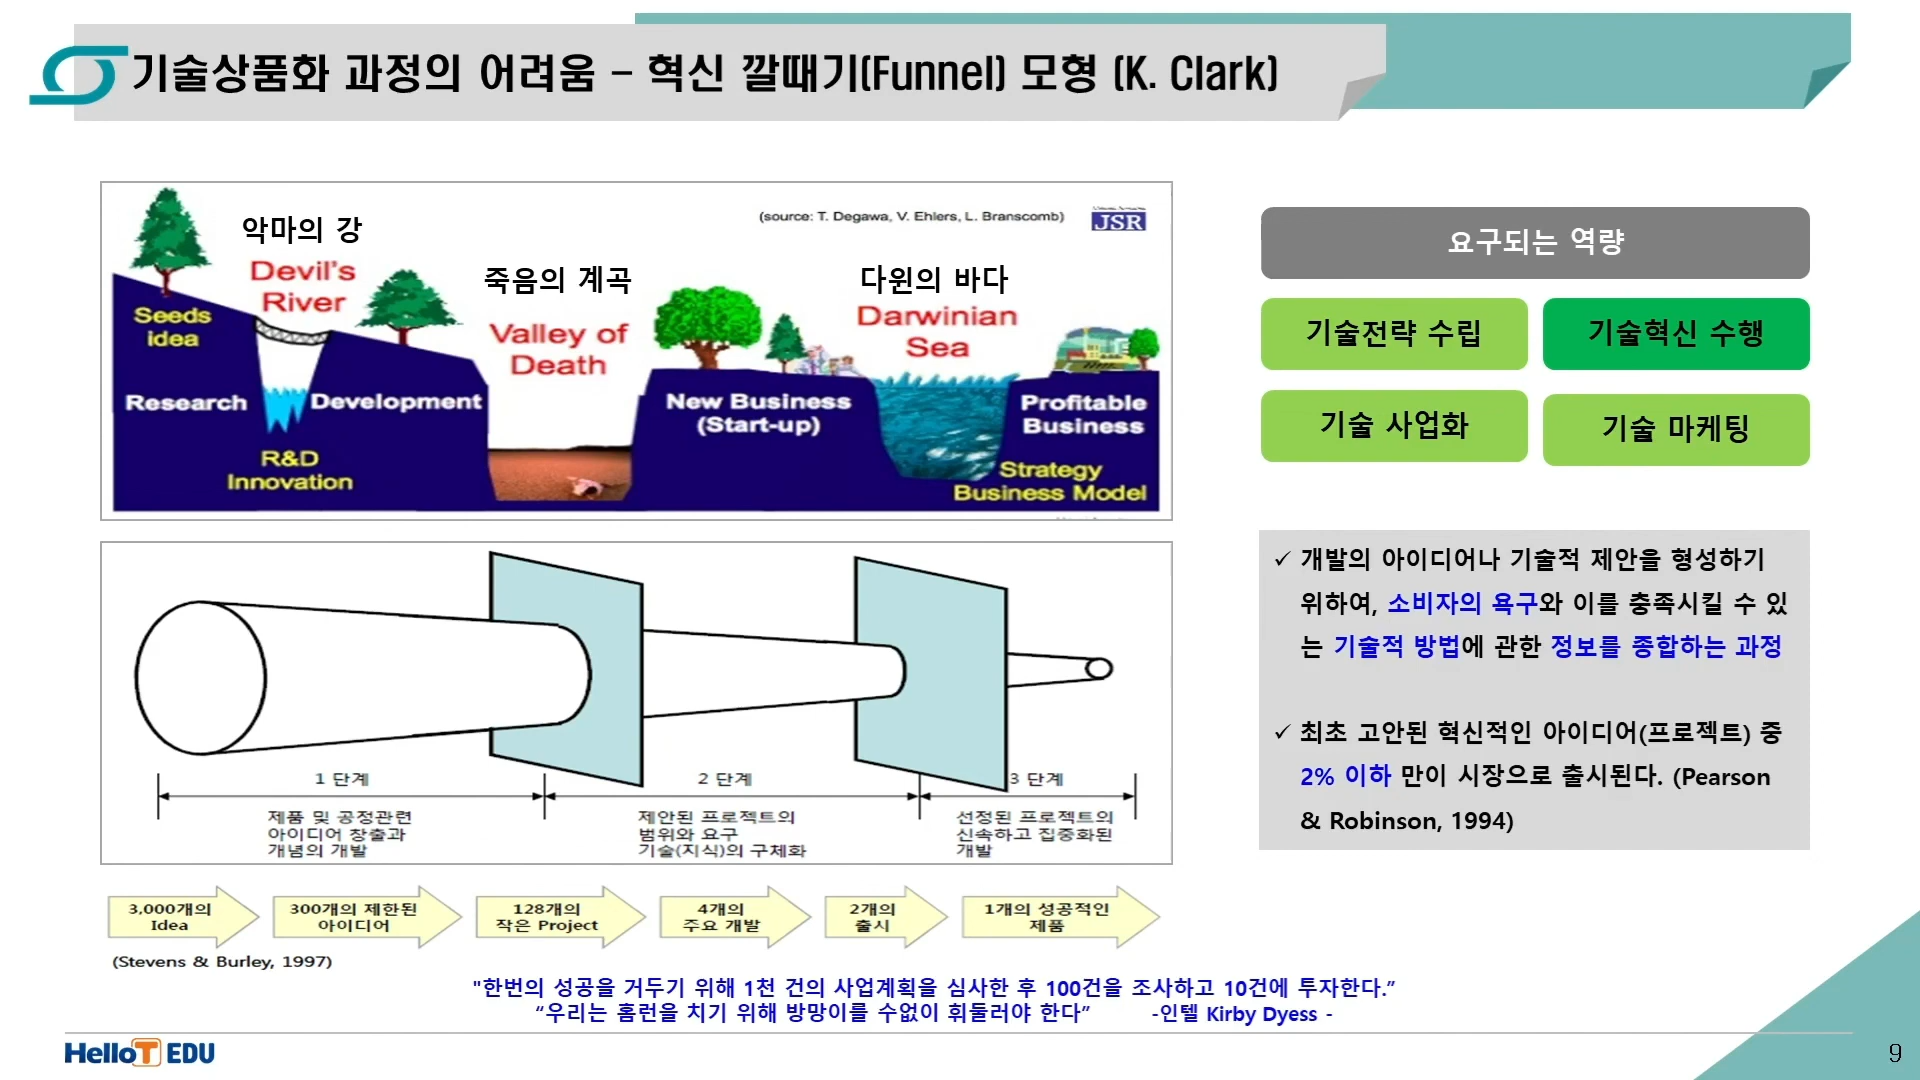 기술상품화 과정의 어려움 – 혁신 깔때기(Funnel) 모형 (K. Clark)
악마의 강
Devil's
River
죽음의 계곡
Valley of
Death
(source: T. Degawa, V. Ehlers, L. Branscomb)
JSR
다윈의 바다
Darwinian
Sea
Seeds
idea
Research
Development
R&D
Innovation
New Business
(Start-up)
Profitable
Business
Strategy
Business Model
요구되는 역량
기술전략 수립
기술혁신 수행
기술 사업화
기술 마케팅
1 단계
2 단계
3 단계
제품 및 공정관련
아이디어 창출과
개념의 개발
제안된 프로젝트의
범위와 요구
기술(지식)의 구체화
선정된 프로젝트의
신속하고 집중화된
개발
✓ 개발의 아이디어나 기술적 제안을 형성하기
위하여, 소비자의 욕구와 이를 충족시킬 수 있
는 기술적 방법에 관한 정보를 종합하는 과정
✓ 최초 고안된 혁신적인 아이디어(프로젝트) 중
2% 이하 만이 시장으로 출시된다. (Pearson
& Robinson, 1994)
3,000개의
Idea
300개의 제한된
아이디어
128개의
작은 Project
4개의
주요 개발
2개의
출시
1개의 성공적인
제품
(Stevens & Burley, 1997)
"한번의 성공을 거두기 위해 1천 건의 사업계획을 심사한 후 100건을 조사하고 10건에 투자한다.”
“우리는 홈런을 치기 위해 방망이를 수없이 휘둘러야 한다” -인텔 Kirby Dyess -
HelloT EDU
9